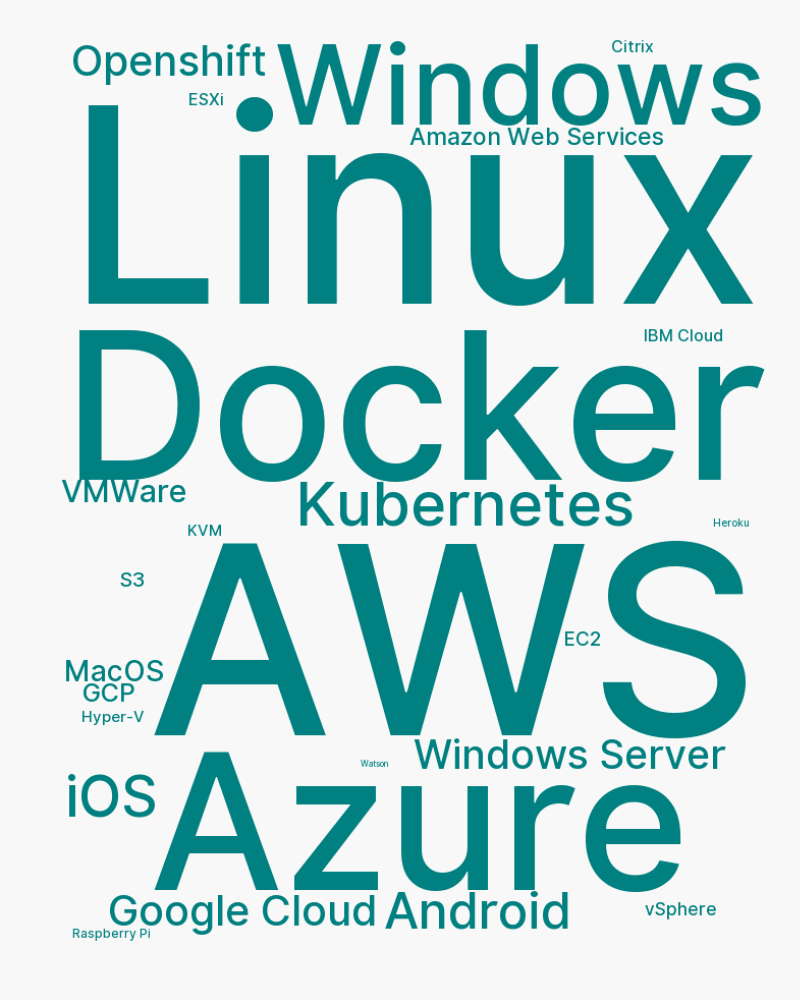 Openshift
Windows
Citrix
ESXi
Amazon Web Services
Linux
IBM Cloud
Docker
VMWare
Kubernetes
Heroku
KVM
S3
AWS
EC2
MacOS
GCP
Hyper-V
Windows Server
Watson
iOS
Azure
Google Cloud
Android
vSphere
Raspberry Pi